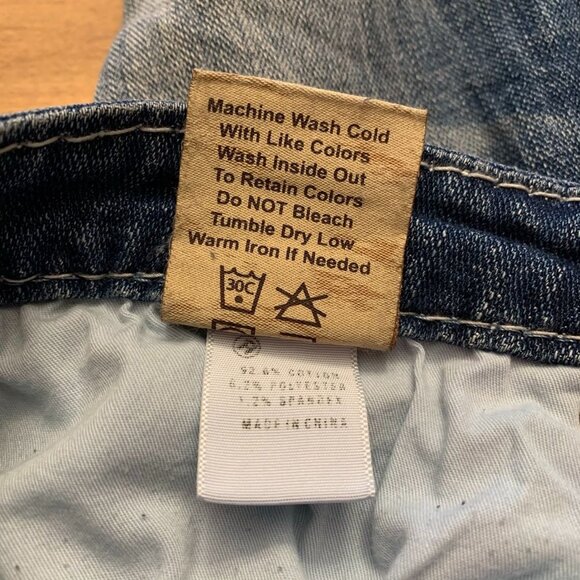 Machine Wash Cold
With Like Colors
Wash Inside Out
To Retain Colors
Do NOT Bleach
Tumble Dry Low
Warm Iron If Needed
30C
92.6% COTTON
6.2% POLYESTER
1.2% SPANDEX
MADE IN CHINA